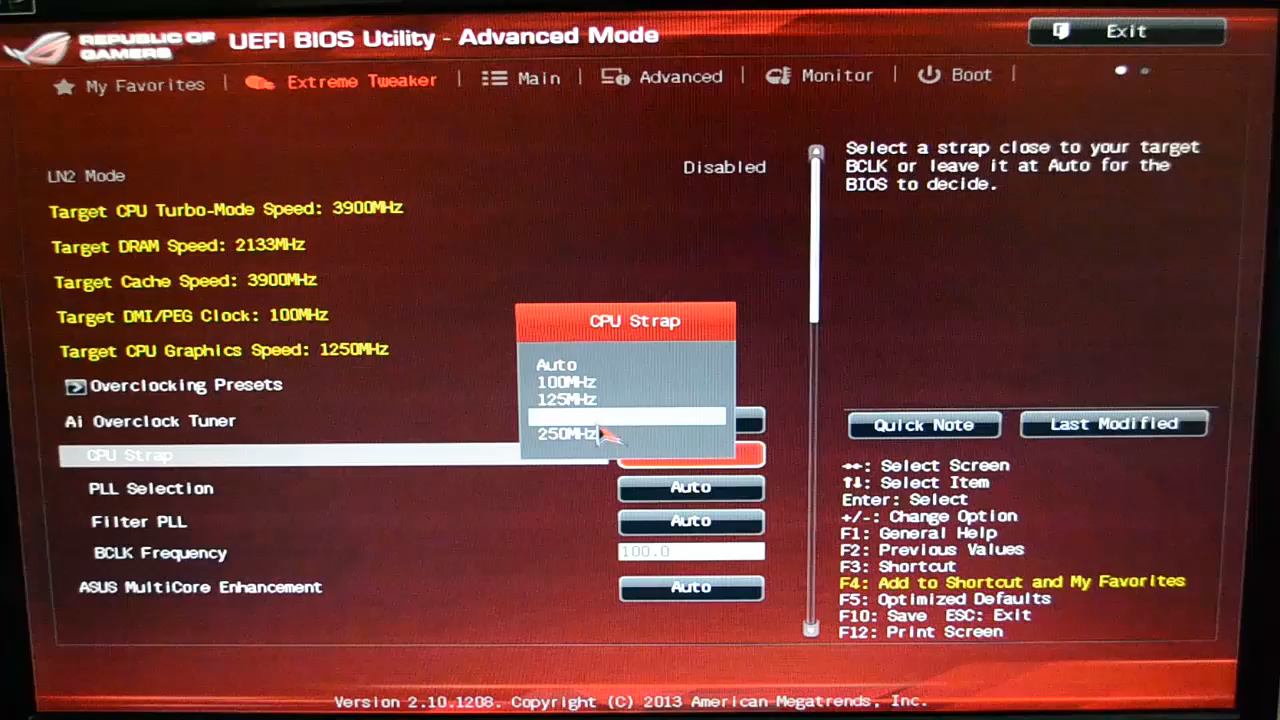 REPUBLIC OF GAMERS
UEFI BIOS Utility - Advanced Mode
Exit
My Favorites
Extreme Tweaker
Main
Advanced
Monitor
Boot
LN2 Mode
Disabled
Target CPU Turbo-Mode Speed: 3900MHz
Target DRAM Speed: 2133MHz
Target Cache Speed: 3900MHz
Target DMI/PEG Clock: 100MHz
Target CPU Graphics Speed: 1250MHz
Overclocking Presets
Ai Overclock Tuner
CPU Strap
PLL Selection
Auto
Filter PLL
Auto
BCLK Frequency
100.0
ASUS MultiCore Enhancement
Auto
CPU Strap
Auto
100MHz
125MHz
250MHz
Select a strap close to your target
BCLK or leave it at Auto for the
BIOS to decide.
Quick Note
Last Modified
→←: Select Screen
↑↓: Select Item
Enter: Select
+/-: Change Option
F1: General Help
F2: Previous Values
F3: Shortcut
F4: Add to Shortcut and My Favorites
F5: Optimized Defaults
F10: Save ESC: Exit
F12: Print Screen
Version 2.10.1208. Copyright (C) 2013 American Megatrends, Inc.